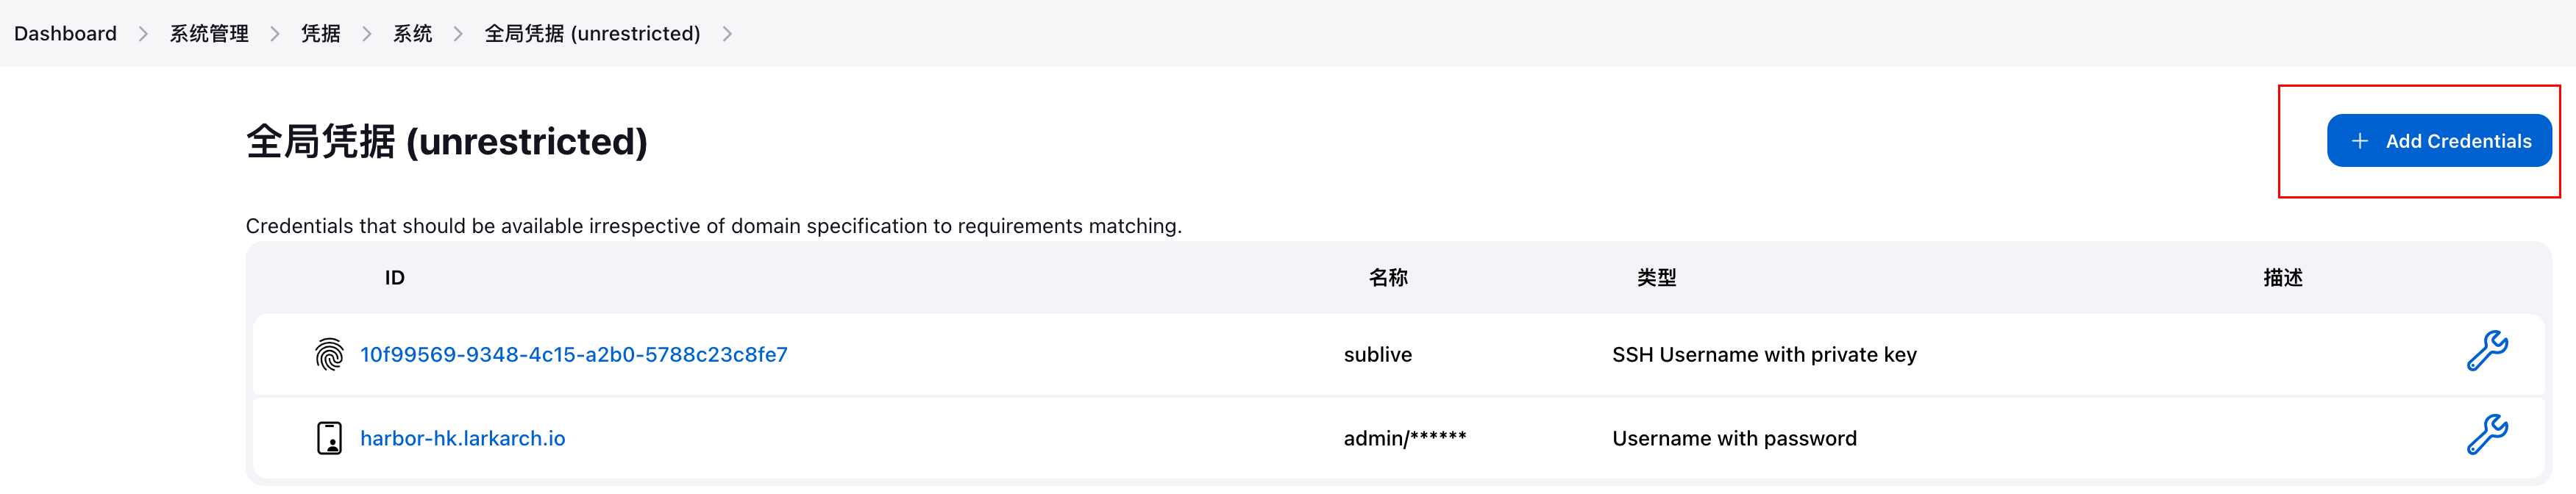 Dashboard > 系统管理 > 凭据 > 系统 > 全局凭据 (unrestricted) >
全局凭据 (unrestricted)
+ Add Credentials
Credentials that should be available irrespective of domain specification to requirements matching.
ID 名称 类型 描述
10f99569-9348-4c15-a2b0-5788c23c8fe7 sublive SSH Username with private key
harbor-hk.larkarch.io admin/****** Username with password